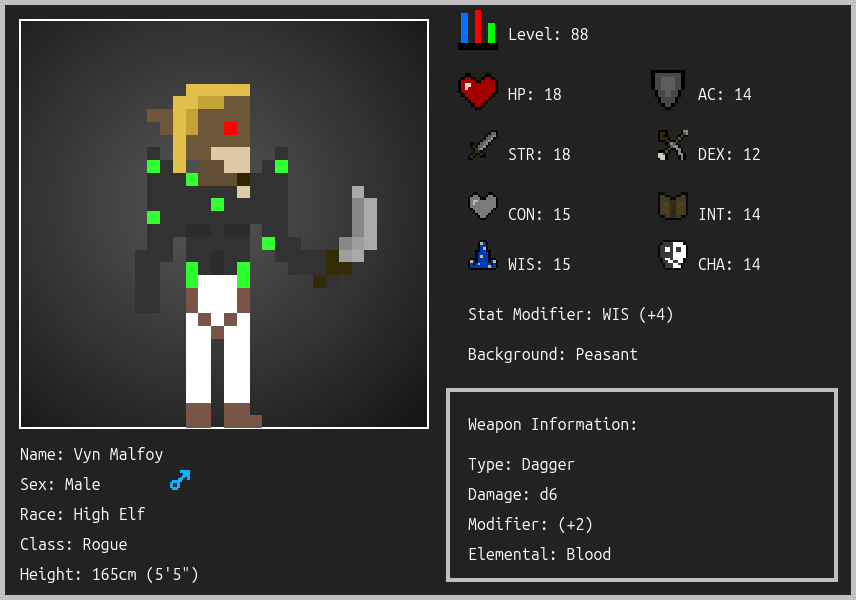 Level: 88
HP: 18
AC: 14
STR: 18
DEX: 12
CON: 15
INT: 14
WIS: 15
CHA: 14
Stat Modifier: WIS (+4)
Background: Peasant
Weapon Information:
Type: Dagger
Damage: d6
Modifier: (+2)
Elemental: Blood
Name: Vyn Malfoy
Sex: Male
Race: High Elf
Class: Rogue
Height: 165cm (5'5")